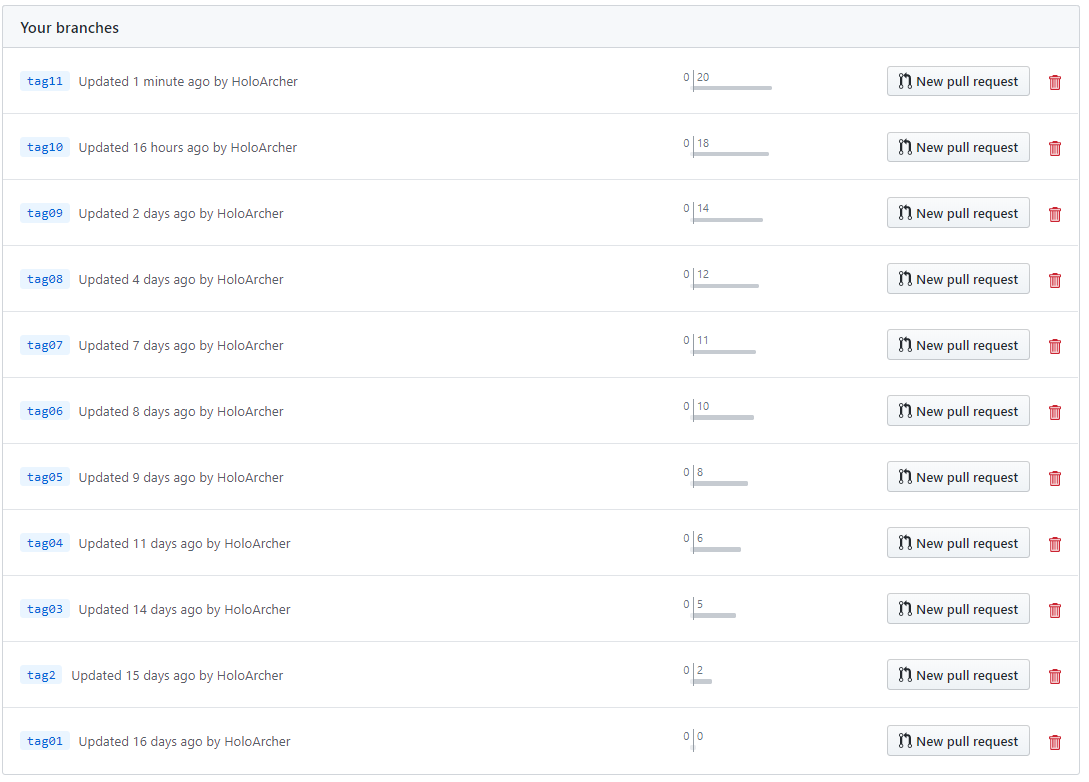 Your branches
tag11 Updated 1 minute ago by HoloArcher 0 20 New pull request
tag10 Updated 16 hours ago by HoloArcher 0 18 New pull request
tag09 Updated 2 days ago by HoloArcher 0 14 New pull request
tag08 Updated 4 days ago by HoloArcher 0 12 New pull request
tag07 Updated 7 days ago by HoloArcher 0 11 New pull request
tag06 Updated 8 days ago by HoloArcher 0 10 New pull request
tag05 Updated 9 days ago by HoloArcher 0 8 New pull request
tag04 Updated 11 days ago by HoloArcher 0 6 New pull request
tag03 Updated 14 days ago by HoloArcher 0 5 New pull request
tag2 Updated 15 days ago by HoloArcher 0 2 New pull request
tag01 Updated 16 days ago by HoloArcher 0 0 New pull request